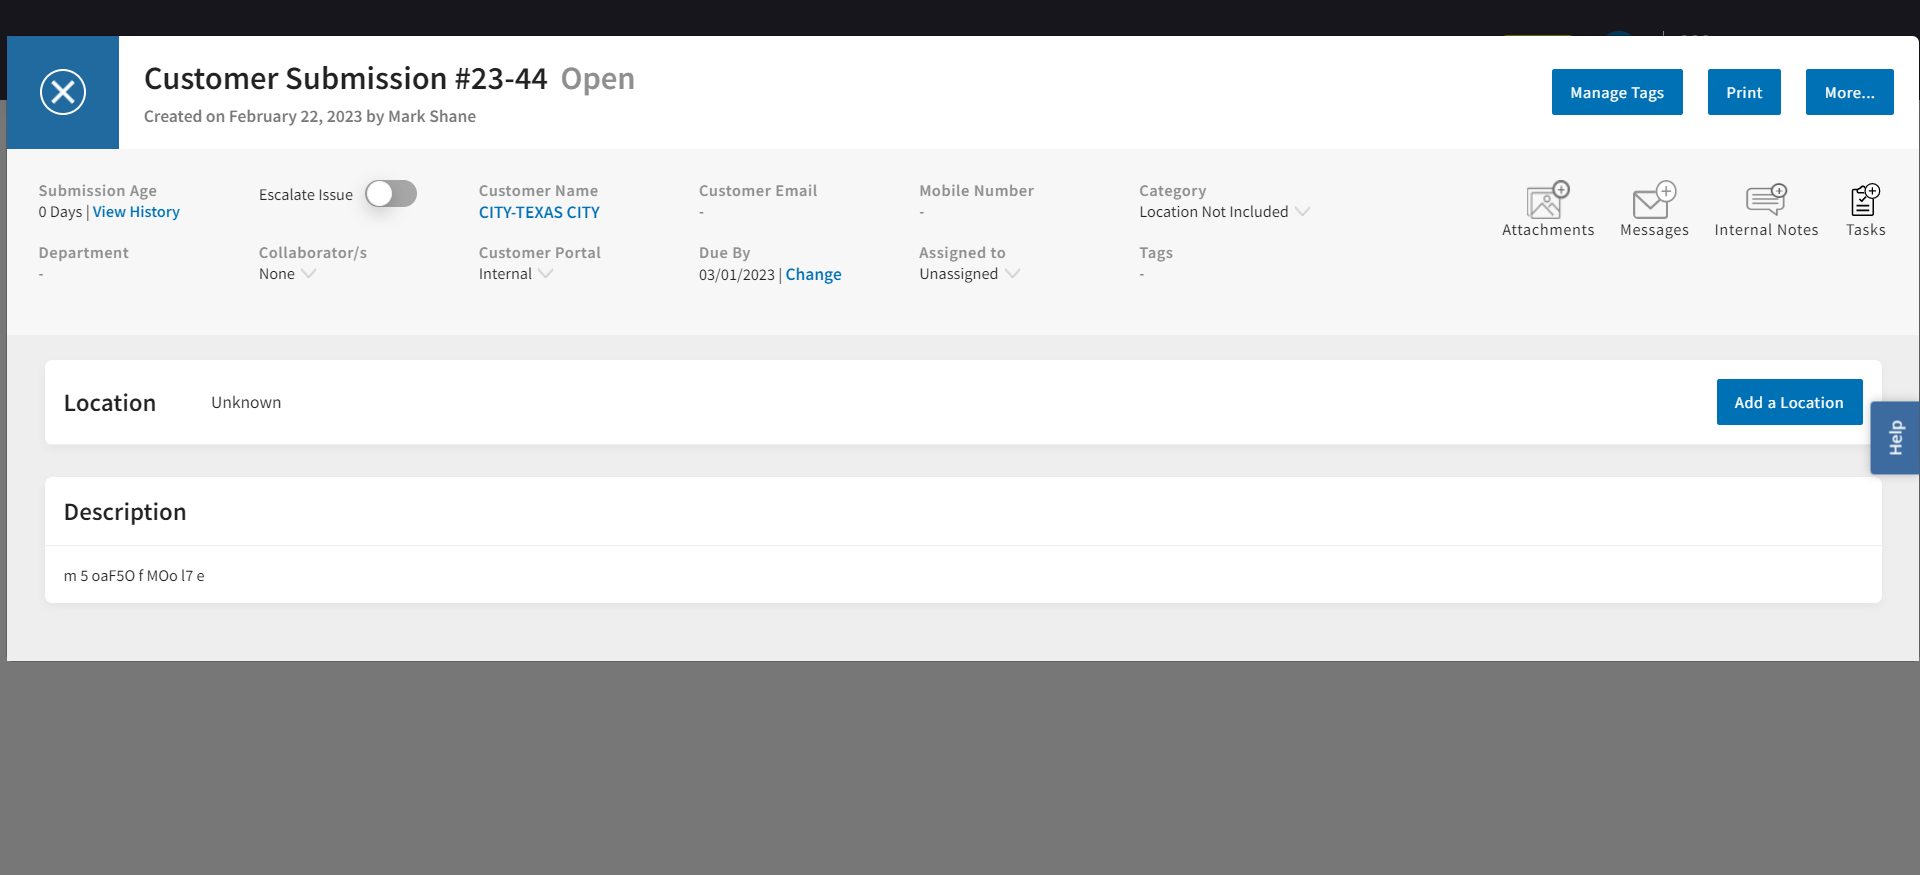 Customer Submission #23-44 Open
Created on February 22, 2023 by Mark Shane
Manage Tags
Print
More...
Submission Age
0 Days | View History
Escalate Issue
Customer Name
CITY-TEXAS CITY
Customer Email
-
Mobile Number
-
Category
Location Not Included
Attachments
Messages
Internal Notes
Tasks
Department
-
Collaborator/s
None
Customer Portal
Internal
Due By
03/01/2023 | Change
Assigned to
Unassigned
Tags
-
Location
Unknown
Add a Location
Help
Description
m 5 oaF5O f MOo l7 e